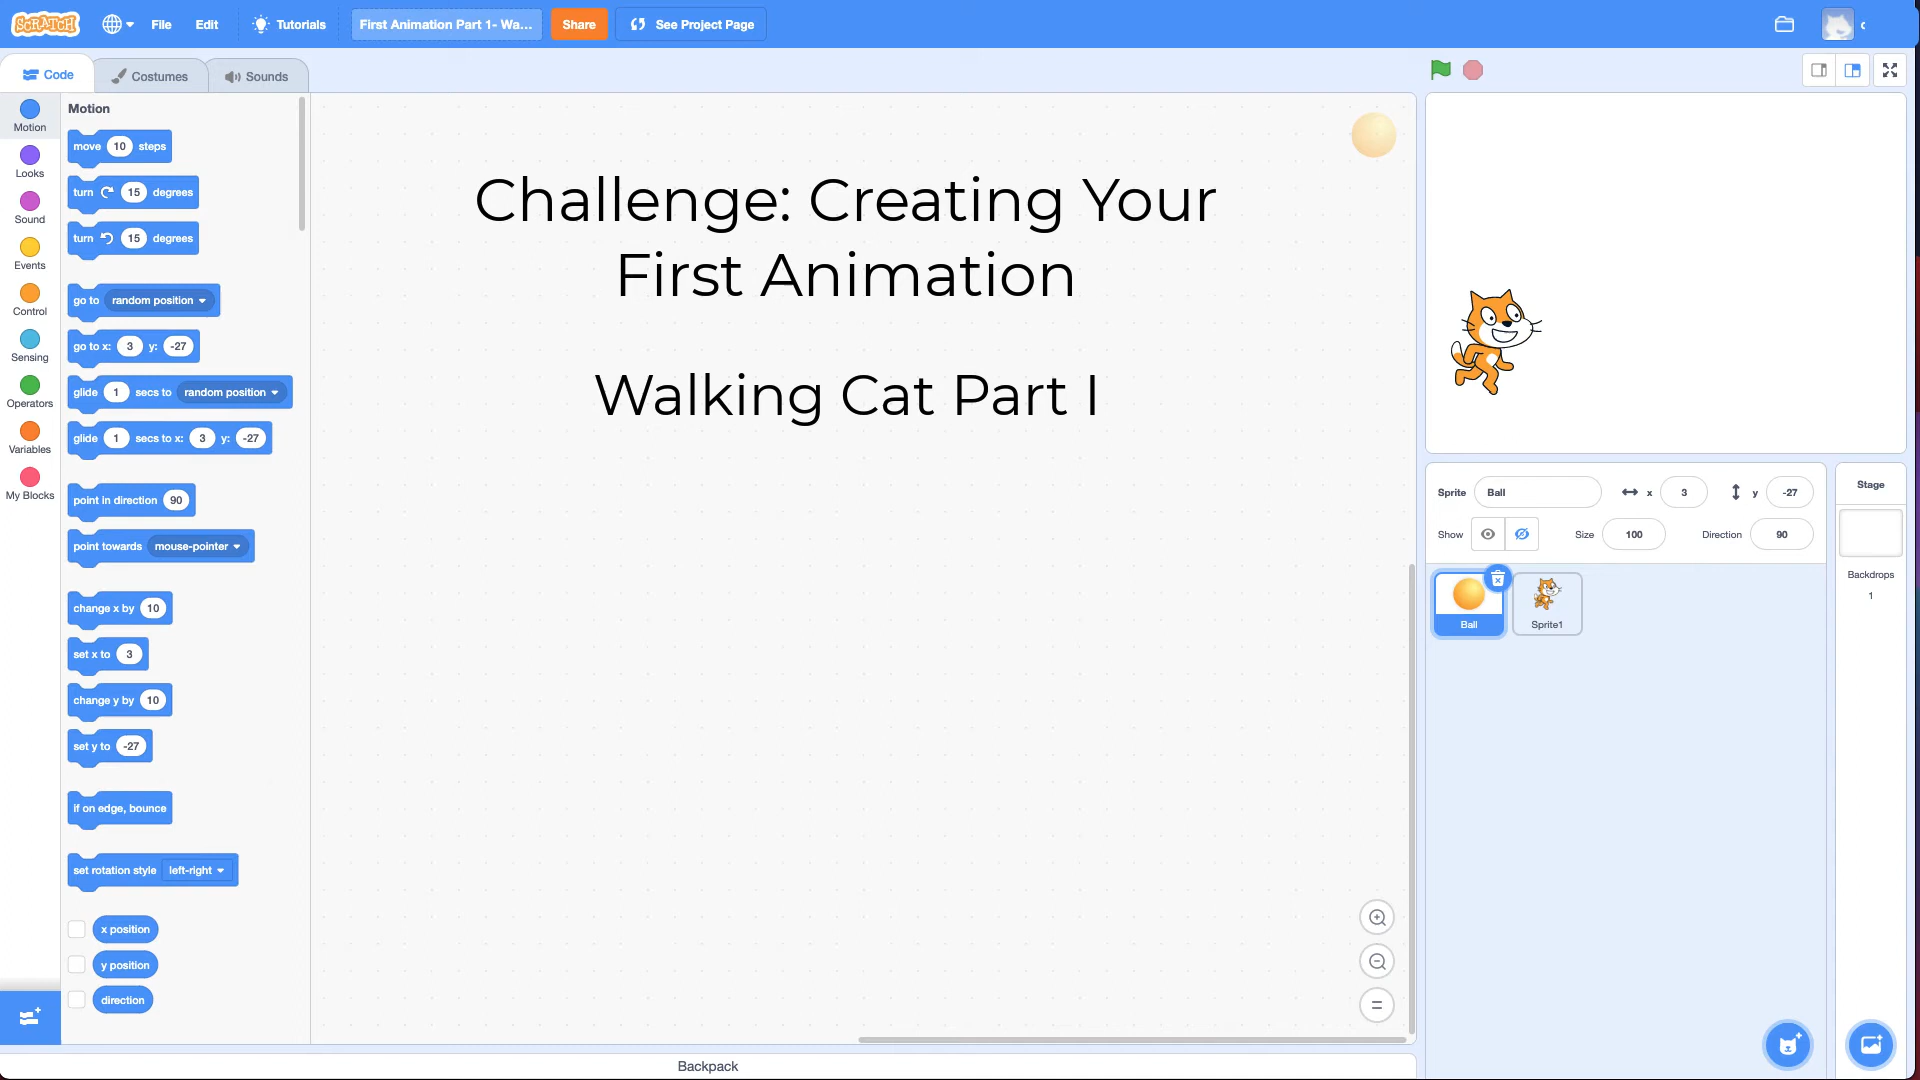 SCRATCH
File
Edit
Tutorials
First Animation Part 1- Wa...
Share
See Project Page
Code
Costumes
Sounds
Motion
Looks
Sound
Events
Control
Sensing
Operators
Variables
My Blocks
Motion
move 10 steps
turn 15 degrees
turn 15 degrees
go to random position
go to x: 3 y: -27
glide 1 secs to random position
glide 1 secs to x: 3 y: -27
point in direction 90
point towards mouse-pointer
change x by 10
set x to 3
change y by 10
set y to -27
if on edge, bounce
set rotation style left-right
x position
y position
direction
Challenge: Creating Your
First Animation
Walking Cat Part I
Backpack
Sprite Ball x 3 y -27
Show Size 100 Direction 90
Ball
Sprite1
Stage
Backdrops
1